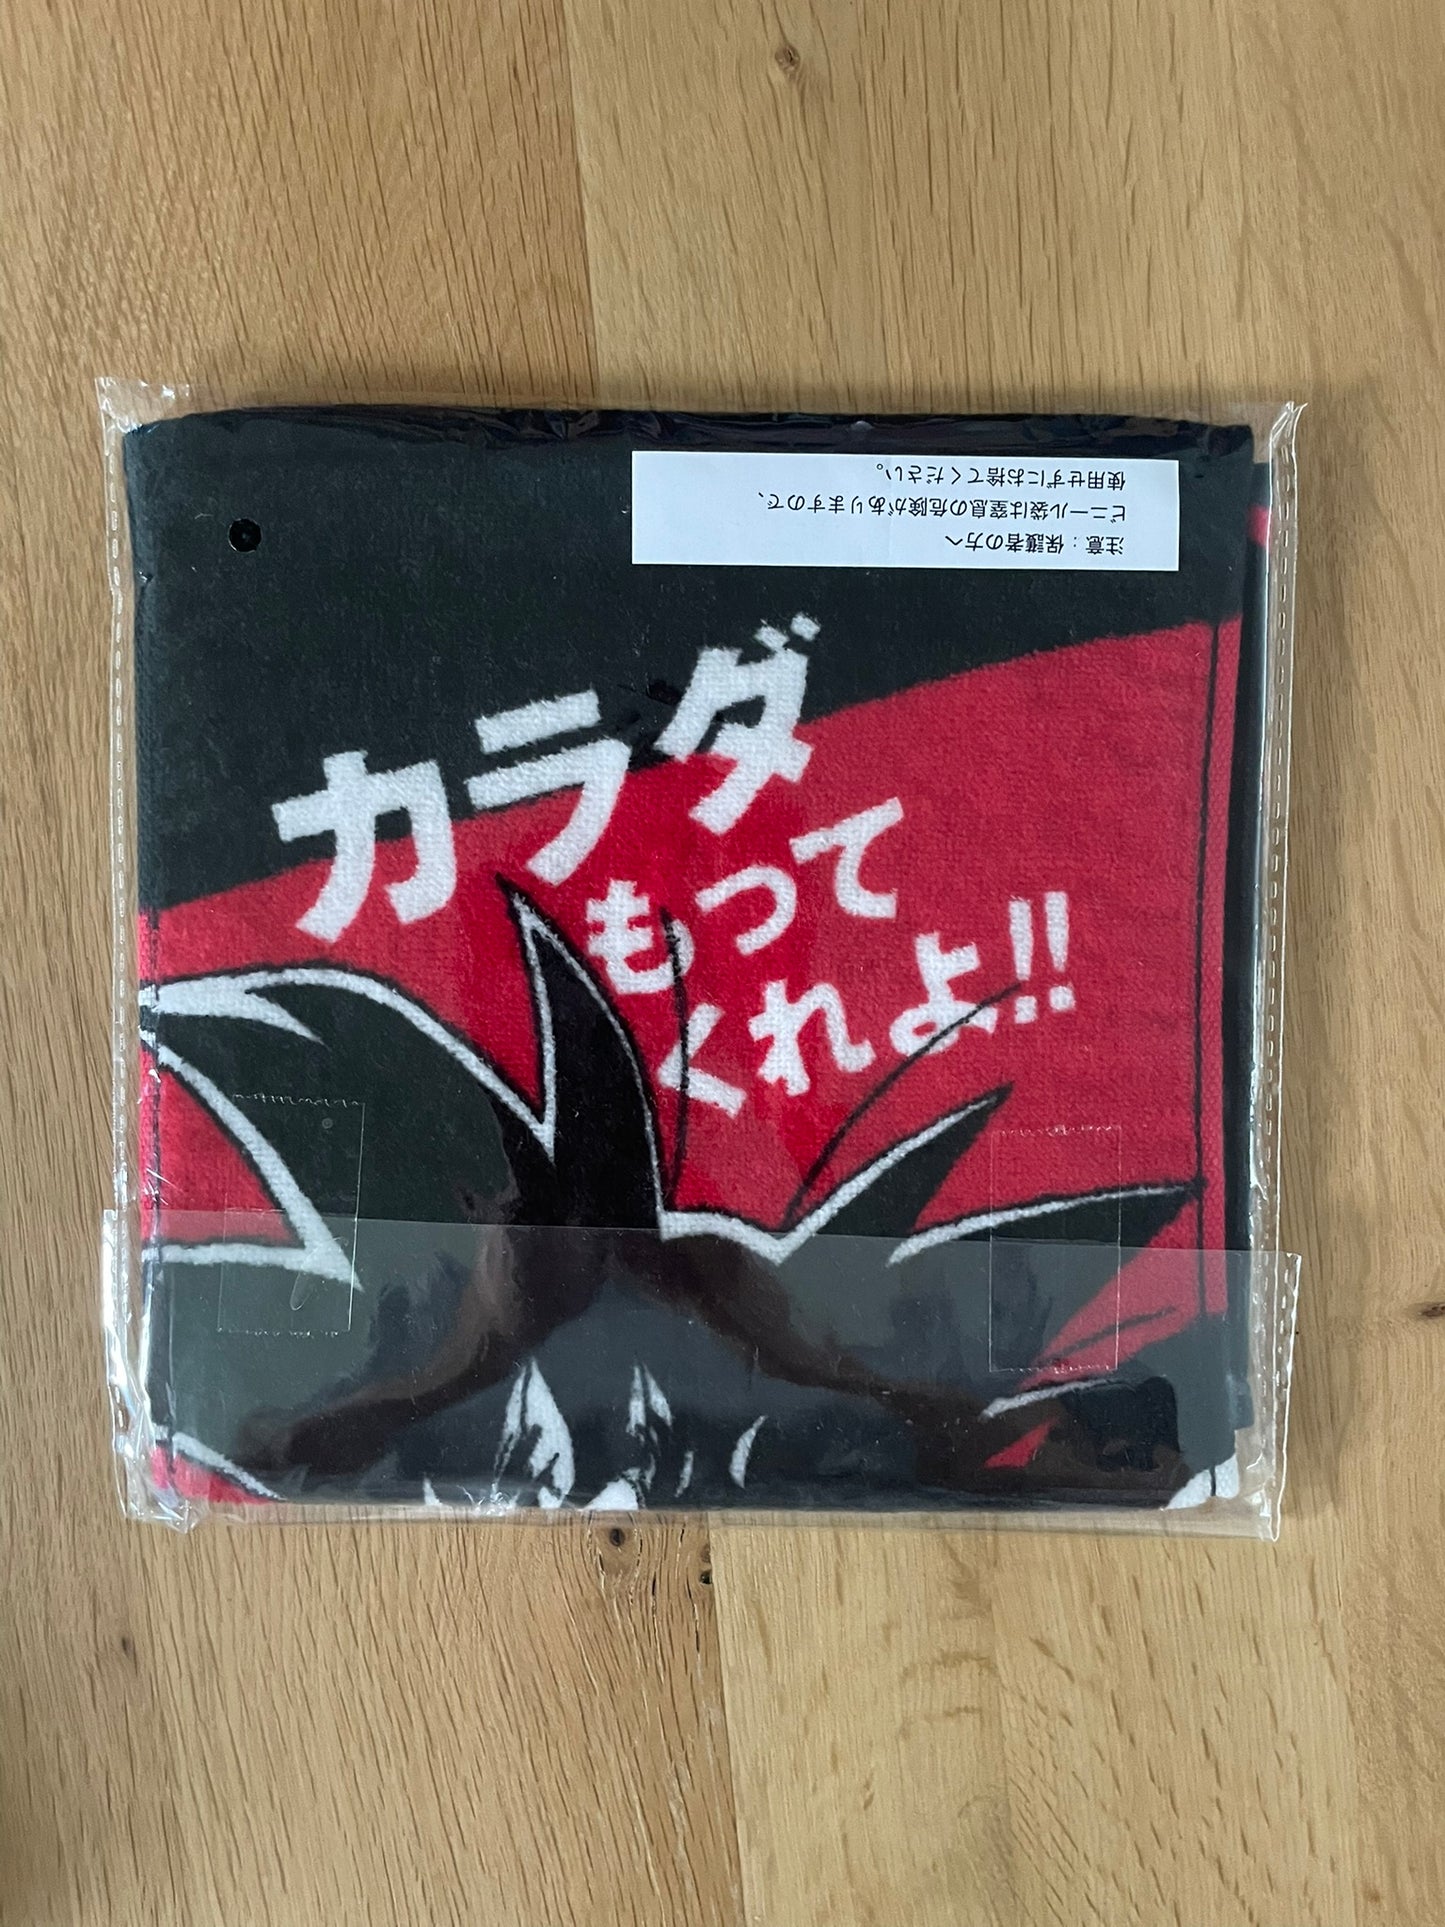 注意：保護者の方へ
ビニール袋は窒息の危険がありますので、
使用せずにお捨てください。
カラダ
もってくれよ!!